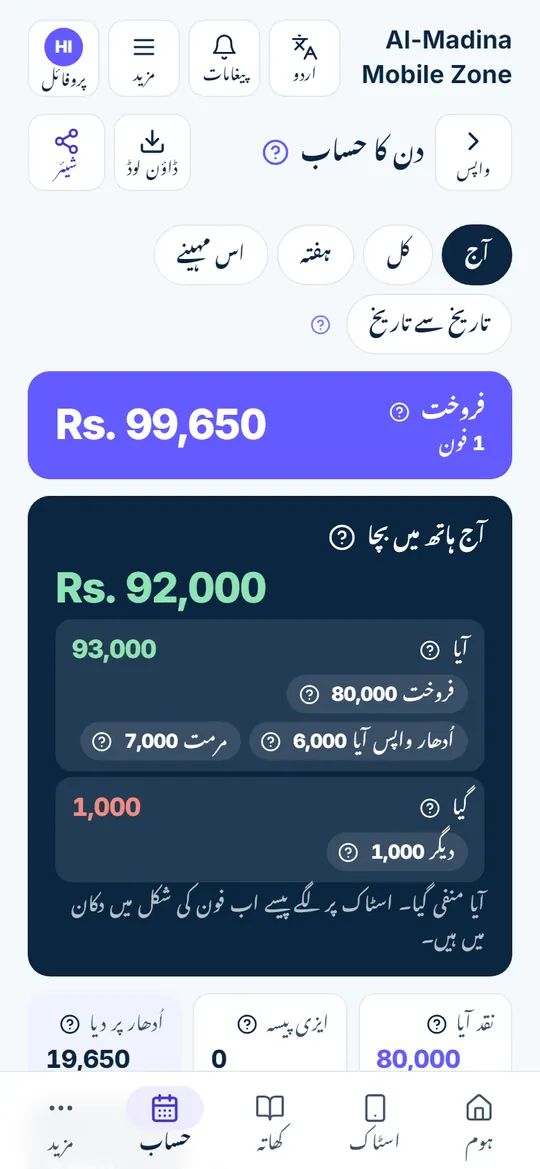 Al-Madina
Mobile Zone
اردو
پیغامات
مزید
HI
پروفائل
واپس
دن کا حساب
ڈاؤن لوڈ
شیئر
آج
کل
ہفتہ
اس مہینے
تاریخ سے تاریخ
فروخت
1 فون
Rs. 99,650
آج ہاتھ میں بچا
Rs. 92,000
آیا
93,000
فروخت 80,000
اُدھار واپس آیا 6,000
مرمت 7,000
گیا
1,000
دیگر 1,000
آیا منفی گیا۔ اسٹاک پر لگے پیسے اب فون کی شکل میں دکان
میں ہیں۔
نقد آیا
80,000
ایزی پیسہ
0
اُدھار پر دیا
19,650
ہوم
اسٹاک
کھاتہ
حساب
مزید